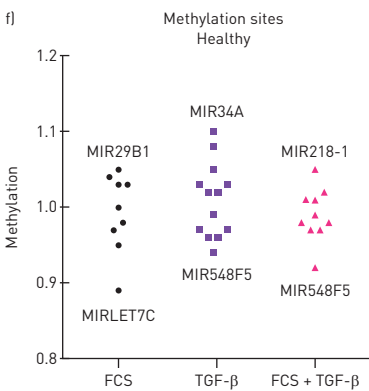 f)
Methylation sites
Healthy
Methylation
1.2
1.1
1.0
0.9
0.8
MIR29B1
MIRLET7C
MIR34A
MIR548F5
MIR218-1
MIR548F5
FCS
TGF-β
FCS + TGF-β